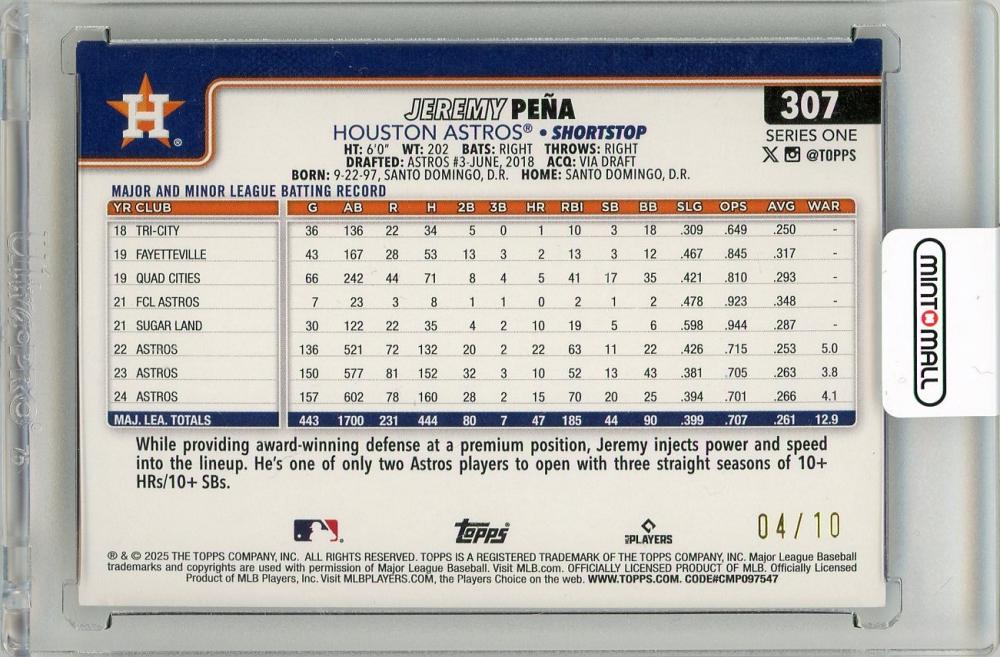 307
JEREMY PEÑA
HOUSTON ASTROS® • SHORTSTOP
SERIES ONE
HT: 6'0" WT: 202 BATS: RIGHT THROWS: RIGHT
@TOPPS
DRAFTED: ASTROS #3-JUNE, 2018 ACQ: VIA DRAFT
BORN: 9-22-97, SANTO DOMINGO, D.R. HOME: SANTO DOMINGO, D.R.
MAJOR AND MINOR LEAGUE BATTING RECORD
YR CLUB G AB R H 2B 3B HR RBI SB BB SLG OPS AVG WAR
18 TRI-CITY 36 136 22 34 5 0 1 10 3 18 .309 .649 .250 -
19 FAYETTEVILLE 43 167 28 53 13 3 2 13 3 12 .467 .845 .317 -
19 QUAD CITIES 66 242 44 71 8 4 5 41 17 35 .421 .810 .293 -
21 FCL ASTROS 7 23 3 8 1 1 0 2 1 2 .478 .923 .348 -
21 SUGAR LAND 30 122 22 35 4 2 10 19 5 6 .598 .944 .287 -
22 ASTROS 136 521 72 132 20 2 22 63 11 22 .426 .715 .253 5.0
23 ASTROS 150 577 81 152 32 3 10 52 13 43 .381 .705 .263 3.8
24 ASTROS 157 602 78 160 28 2 15 70 20 25 .394 .701 .266 4.1
MAJ. LEA. TOTALS 443 1700 231 444 80 7 47 185 44 90 .399 .707 .261 12.9
While providing award-winning defense at a premium position, Jeremy injects power and speed
into the lineup. He's one of only two Astros players to open with three straight seasons of 10+
HRs/10+ SBs.
topps®
PLAYERS
04/10
® & © 2025 THE TOPPS COMPANY, INC. ALL RIGHTS RESERVED. TOPPS IS A REGISTERED TRADEMARK OF THE TOPPS COMPANY, INC. Major League Baseball
trademarks and copyrights are used with permission of Major League Baseball. Visit MLB.com. OFFICIALLY LICENSED PRODUCT OF MLB. Officially Licensed
Product of MLB Players, Inc. Visit MLBPLAYERS.COM, the Players Choice on the web. WWW.TOPPS.COM. CODE#CMP097547
MINTOMALL
H